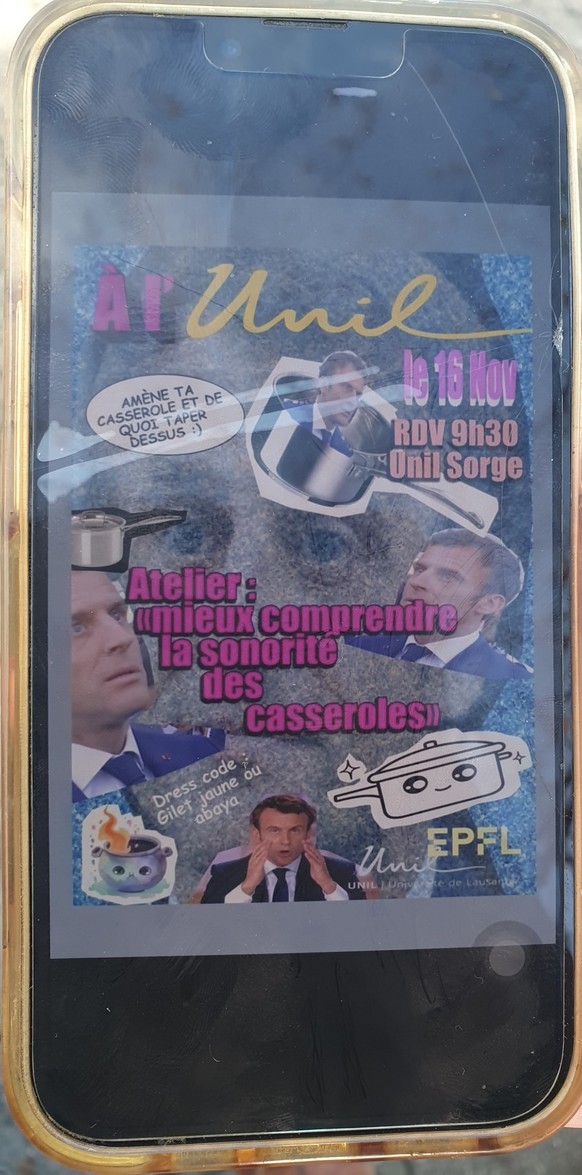 À l' Unil
le 16 Nov
RDV 9h30
Unil Sorge
AMÈNE TA
CASSEROLE ET DE
QUOI TAPER
DESSUS :)
Atelier :
«mieux comprendre
la sonorité
des
casseroles»
Dress code :
Gilet jaune ou
abaya
EPFL
Unil
UNIL | Université de Lausanne